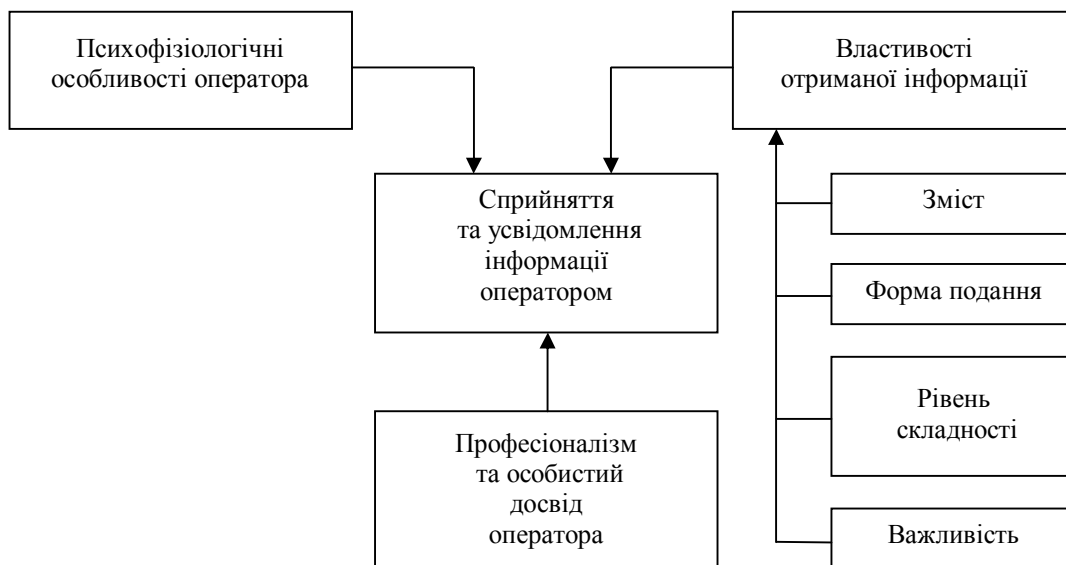 Психофізіологічні
особливості оператора
Властивості
отриманої інформації
Сприйняття
та усвідомлення
інформації
оператором
Зміст
Форма подання
Рівень
складності
Професіоналізм
та особистий
досвід
оператора
Важливість